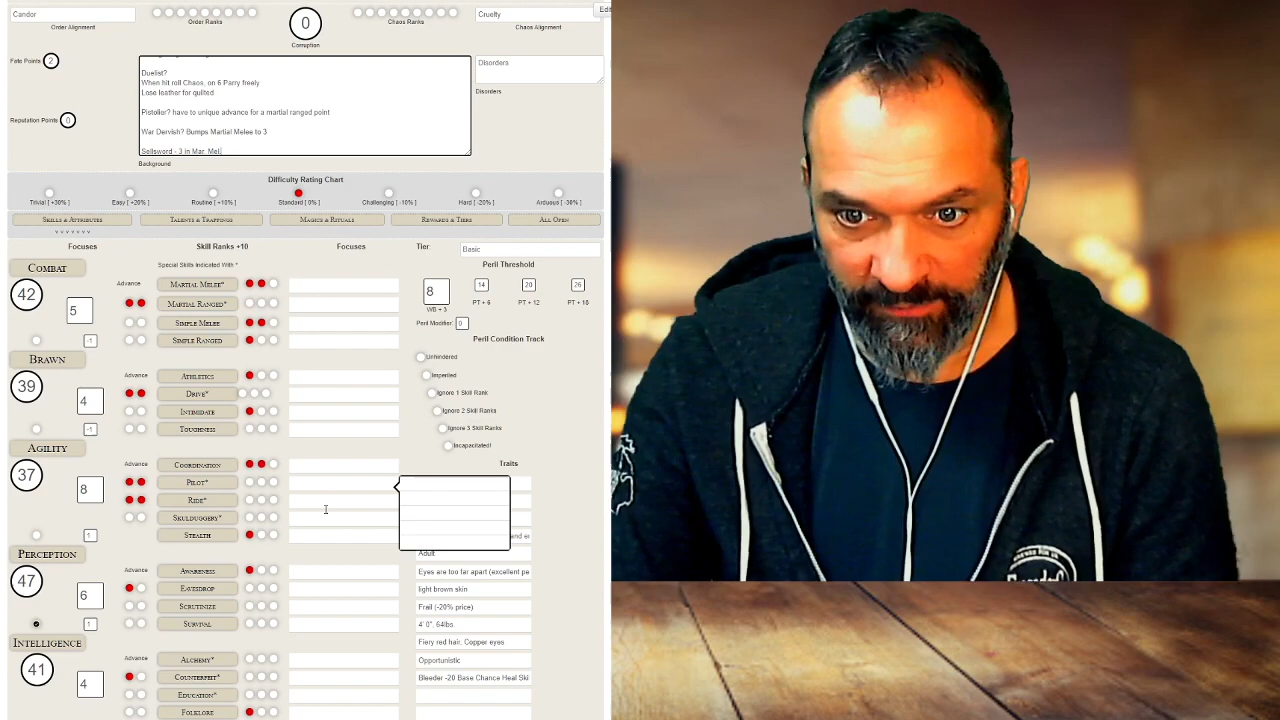 Candor
Order Alignment
Order Ranks
0
Corruption
Chaos Ranks
Cruelty
Chaos Alignment
Fate Points 2
Reputation Points 0
Duelist?
When hit roll Chaos, on 6 Parry freely
Lose leather for quilted
Pistolier? have to unique advance for a martial ranged point
War Dervish? Bumps Martial Melee to 3
Sellsword - 3 in Mar. Mel.
Background
Disorders
Disorders
Difficulty Rating Chart
Trivial [ +30% ]
Easy [ +20% ]
Routine [ +10% ]
Standard [ 0% ]
Challenging [ -10% ]
Hard [ -20% ]
Arduous [ -30% ]
Skills & Attributes
Talents & Trappings
Magics & Rituals
Rewards & Tiers
All Open
v v v v v v v
Focuses
Skill Ranks +10
Focuses
Tier
Basic
Special Skills Indicated With *
Peril Threshold
Combat
42
5
-1
Advance
Martial Melee*
Martial Ranged*
Simple Melee
Simple Ranged
8
WB + 3
14
PT + 6
20
PT + 12
26
PT + 18
Peril Modifier: 0
Peril Condition Track
Unhindered
Imperiled
Ignore 1 Skill Rank
Ignore 2 Skill Ranks
Ignore 3 Skill Ranks
Incapacitated!
Brawn
39
4
-1
Advance
Athletics
Drive*
Intimidate
Toughness
Agility
37
8
1
Advance
Coordination
Pilot*
Ride*
Skulduggery*
Stealth
Traits
Adult
Eyes are too far apart (excellent pe
light brown skin
Frail (-20% price)
4' 0", 64lbs.
Fiery red hair, Copper eyes
Opportunistic
Bleeder -20 Base Chance Heal Ski
Perception
47
6
1
Awareness
Eavesdrop
Scrutinize
Survival
Intelligence
41
4
Advance
Alchemy*
Counterfeit*
Education*
Folklore